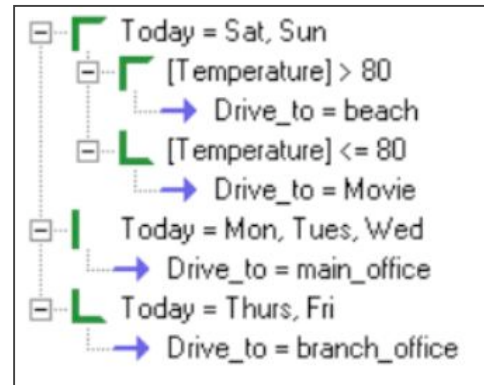 Today = Sat, Sun
[Temperature] > 80
Drive_to = beach
[Temperature] <= 80
Drive_to = Movie
Today = Mon, Tues, Wed
Drive_to = main_office
Today = Thurs, Fri
Drive_to = branch_office